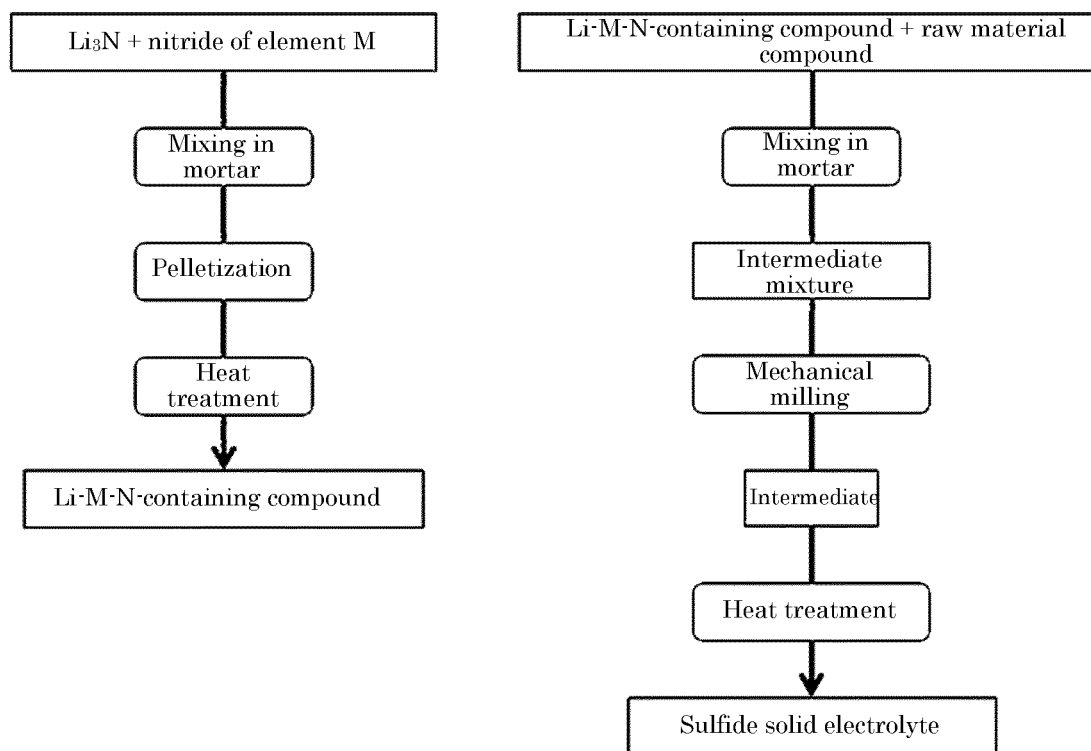 Li₃N + nitride of element M
Mixing in
mortar
Pelletization
Heat
treatment
Li-M-N-containing compound
Li-M-N-containing compound + raw material
compound
Mixing in
mortar
Intermediate
mixture
Mechanical
milling
Intermediate
Heat treatment
Sulfide solid electrolyte